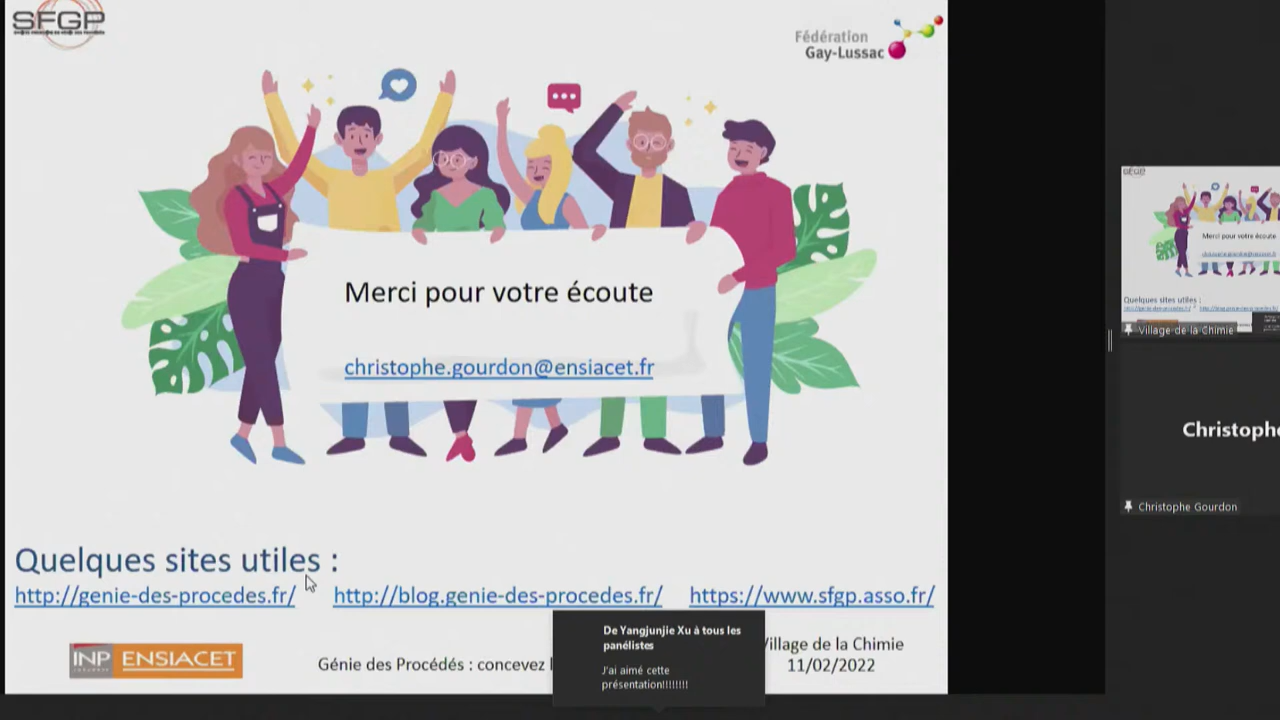 SFGP
Fédération
Gay-Lussac
Merci pour votre écoute
christophe.gourdon@ensiacet.fr
Quelques sites utiles :
http://genie-des-procedes.fr/ http://blog.genie-des-procedes.fr/ https://www.sfgp.asso.fr/
INP ENSIACET
Génie des Procédés : concevez
Village de la Chimie
11/02/2022
De Yangjunjie Xu à tous les
panélistes
J'ai aimé cette
présentation!!!!!!!!
SFGP
Merci pour votre écoute
Quelques sites utiles :
Village de la Chimie
Christophe
Christophe Gourdon